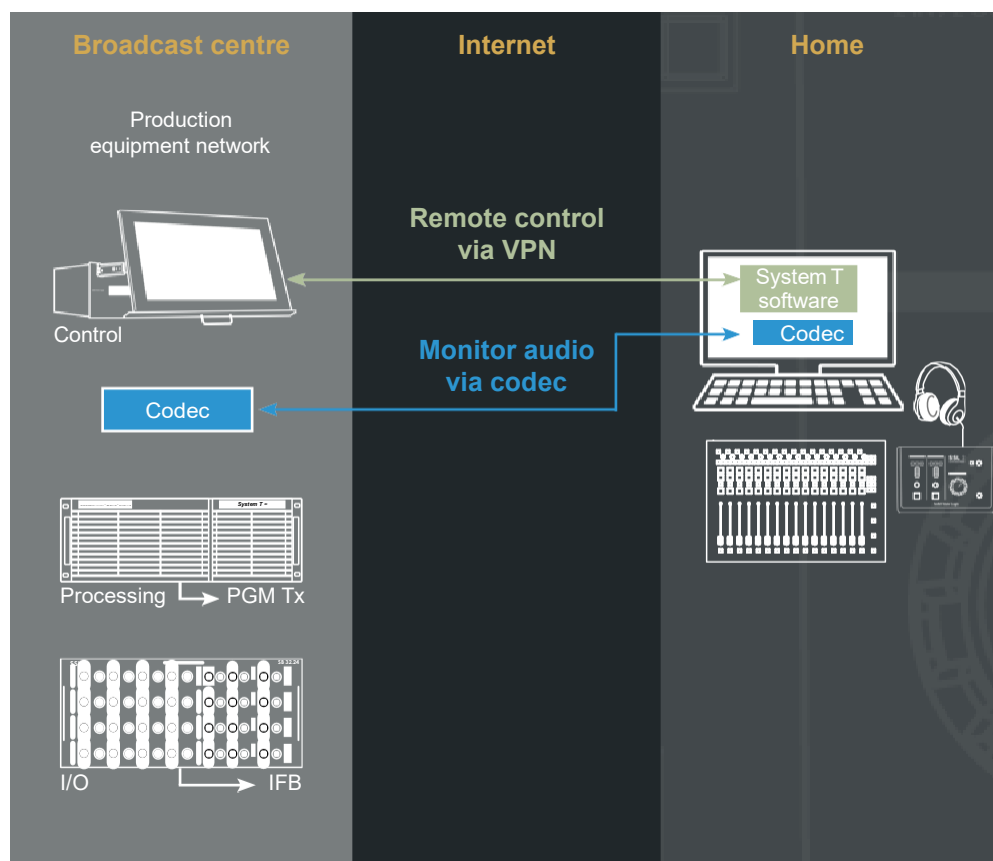 Broadcast centre
Internet
Home
Production
equipment network
Remote control
via VPN
System T
software
Control
Monitor audio
via codec
Codec
Codec
System T
Processing
PGM Tx
I/O
IFB